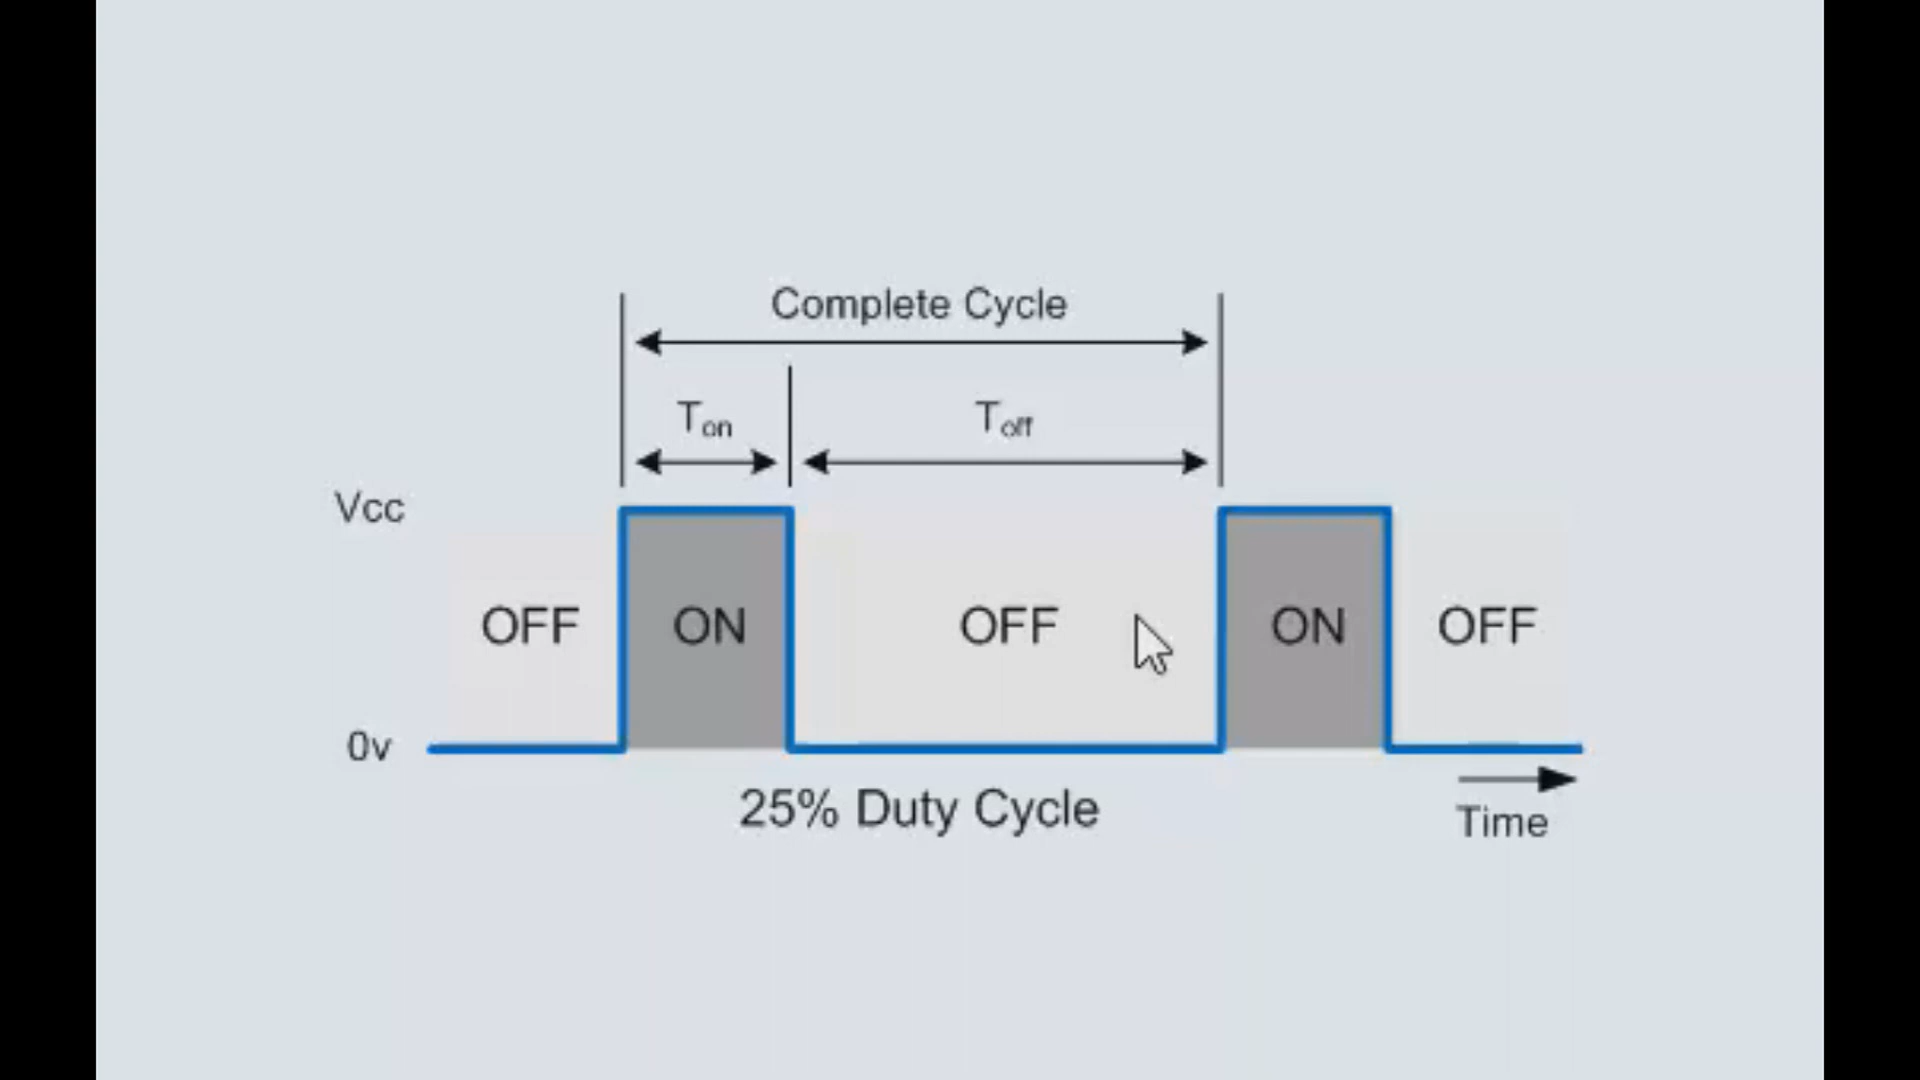 Complete Cycle
Ton Toff
Vcc
OFF ON OFF ON OFF
0v
25% Duty Cycle
Time